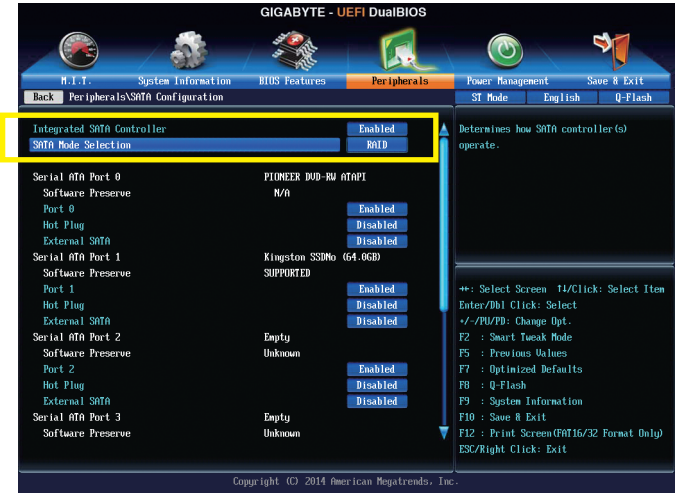 GIGABYTE - UEFI DualBIOS
M.I.T. System Information BIOS Features Peripherals Power Management Save & Exit
Back Peripherals\SATA Configuration ST Mode English Q-Flash
Integrated SATA Controller Enabled
SATA Mode Selection RAID
Serial ATA Port 0 PIONEER DVD-RW ATAPI
Software Preserve N/A
Port 0 Enabled
Hot Plug Disabled
External SATA Disabled
Serial ATA Port 1 Kingston SSDNo (64.0GB)
Software Preserve SUPPORTED
Port 1 Enabled
Hot Plug Disabled
External SATA Disabled
Serial ATA Port 2 Empty
Software Preserve Unknown
Port 2 Enabled
Hot Plug Disabled
External SATA Disabled
Serial ATA Port 3 Empty
Software Preserve Unknown
Determines how SATA controller(s)
operate.
→←: Select Screen ↑↓/Click: Select Item
Enter/Dbl Click: Select
+/-/PU/PD: Change Opt.
F2 : Smart Tweak Mode
F5 : Previous Values
F7 : Optimized Defaults
F8 : Q-Flash
F9 : System Information
F10 : Save & Exit
F12 : Print Screen(FAT16/32 Format Only)
ESC/Right Click: Exit
Copyright (C) 2014 American Megatrends, Inc.